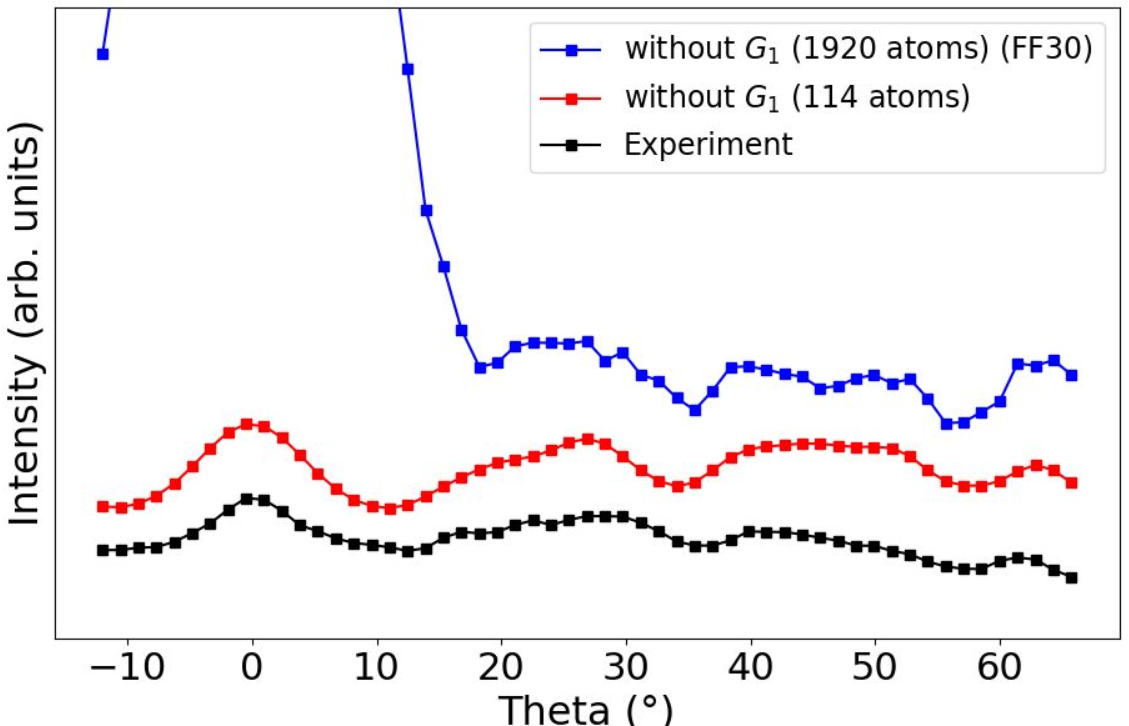 without G₁ (1920 atoms) (FF30)
without G₁ (114 atoms)
Experiment
Intensity (arb. units)
−10 0 10 20 30 40 50 60
Theta (°)